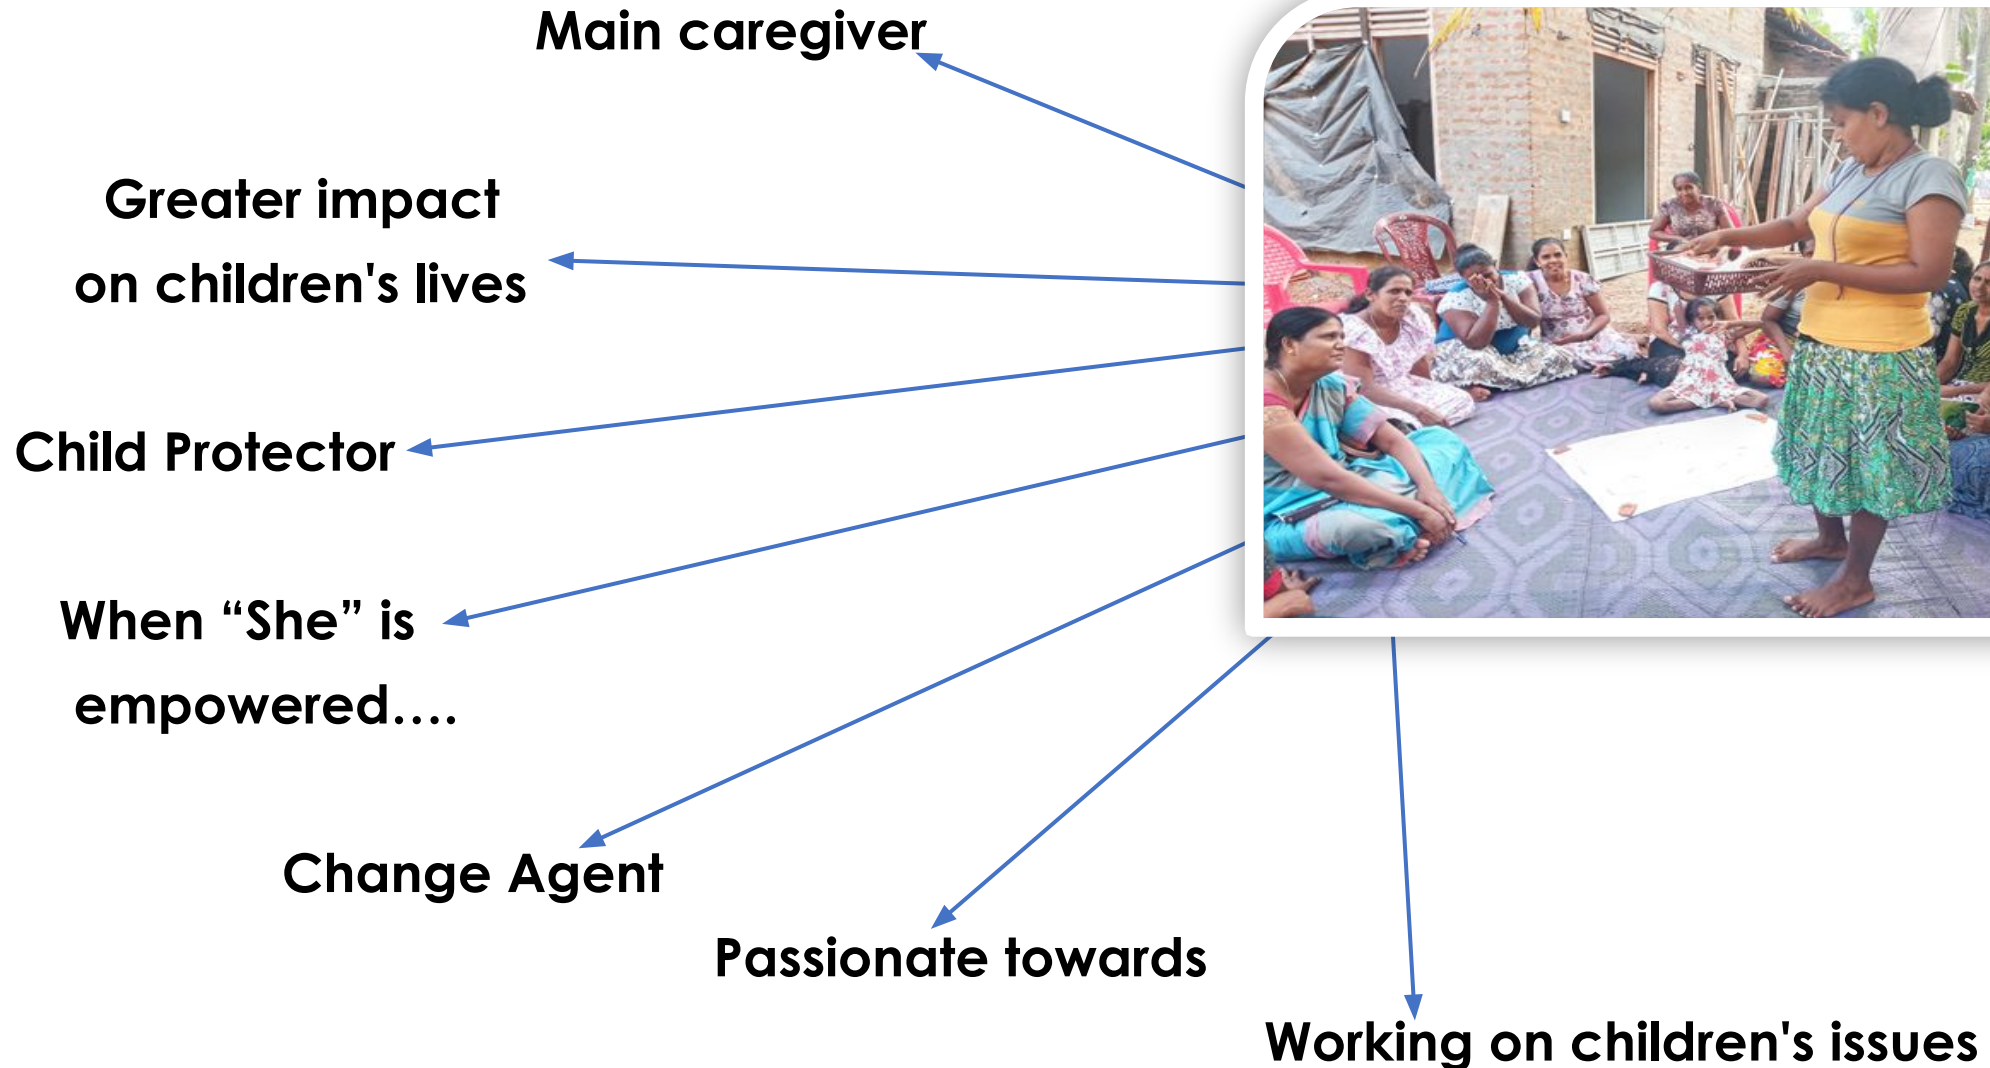 Main caregiver
Greater impact
on children's lives
Child Protector
When “She” is
empowered....
Change Agent
Passionate towards
Working on children's issues